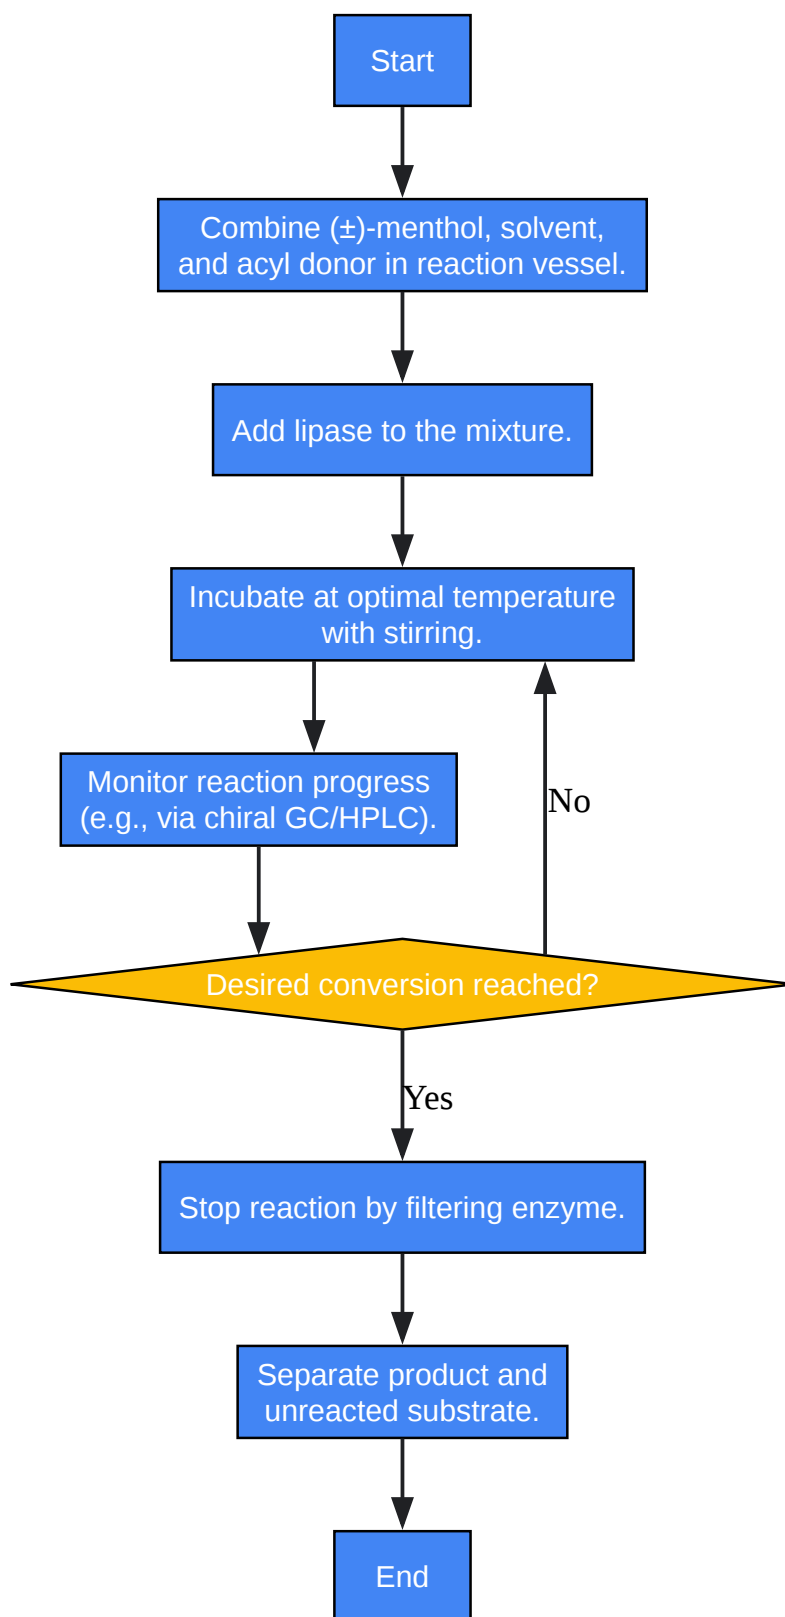 Start
Combine (±)-menthol, solvent,
and acyl donor in reaction vessel.
Add lipase to the mixture.
Incubate at optimal temperature
with stirring.
Monitor reaction progress
(e.g., via chiral GC/HPLC).
No
Desired conversion reached?
Yes
Stop reaction by filtering enzyme.
Separate product and
unreacted substrate.
End